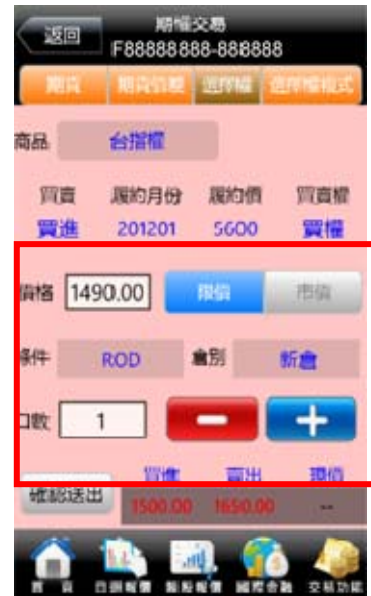 返回
期權交易
F88888888-8888888
期貨 期貨價差 選擇權 選擇權複式
商品 台指權
買賣 履約月份 履約價 買賣權
買進 201201 5600 買權
價格 1490.00 限價 市價
條件 ROD 倉別 新倉
口數 1 - +
買進 賣出 現價
確認送出 1500.00 1650.00 --
首頁 自選報價 類股報價 國際金融 交易功能